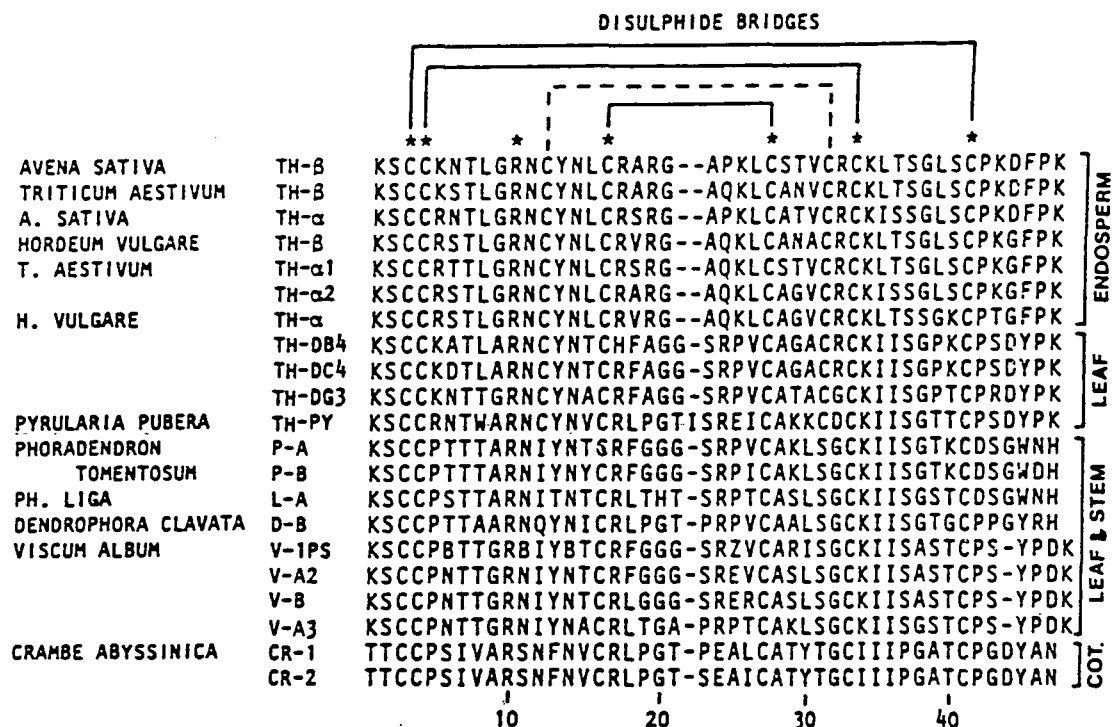 DISULPHIDE BRIDGES
* * * * * * *
AVENA SATIVA TH-β KSCCKNTLGRNCYNLCRARG--APKLCSTVCRCKLTSGLSCPKDFPK
TRITICUM AESTIVUM TH-β KSCCKSTLGRNCYNLCRARG--AQKLCANVCRCKLTSGLSCPKDFPK
A. SATIVA TH-α KSCCRNTLGRNCYNLCRSRG--APKLCATVCRCKISSGLSCPKDFPK
HORDEUM VULGARE TH-β KSCCRSTLGRNCYNLCRVRG--AQKLCANACRCKLTSGLSCPKGFPK
T. AESTIVUM TH-α1 KSCCRTTLGRNCYNLCRSRG--AQKLCSTVCRCKLTSGLSCPKGFPK
TH-α2 KSCCRSTLGRNCYNLCRARG--AQKLCAGVCRCKISSGLSCPKGFPK
H. VULGARE TH-α KSCCRSTLGRNCYNLCRVRG--AQKLCAGVCRCKLTSSGKCPTGFPK
TH-DB4 KSCCKATLARNCYNTCHFAGG-SRPVCAGACRCKIISGPKCPSDYPK
TH-DC4 KSCCKDTLARNCYNTCRFAGG-SRPVCAGACRCKIISGPKCPSDYPK
TH-DG3 KSCCKNTTGRNCYNACRFAGG-SRPVCATACGCKIISGPTCPRDYPK
PYRULARIA PUBERA TH-PY KSCCRNTWARNCYNVCRLPGTISREICAKKCDCKIISGTTCPSDYPK
PHORADENDRON P-A KSCCPTTTARNIYNTSRFGGG-SRPVCAKLSGCKIISGTKCDSGWNH
TOMENTOSUM P-B KSCCPTTTARNIYNYCRFGGG-SRPICAKLSGCKIISGTKCDSGWDH
PH. LIGA L-A KSCCPSTTARNITNTCRLTHT-SRPTCASLSGCKIISGSTCDSGWNH
DENDROPHORA CLAVATA D-B KSCCPTTAARNQYNICRLPGT-PRPVCAALSGCKIISGTGCPPGYRH
VISCUM ALBUM V-1PS KSCCPBTTGRBIYBTCRFGGG-SRZVCARISGCKIISASTCPS-YPDK
V-A2 KSCCPNTTGRNIYNTCRFGGG-SREVCASLSGCKIISASTCPS-YPDK
V-B KSCCPNTTGRNIYNTCRLGGG-SRERCASLSGCKIISASTCPS-YPDK
V-A3 KSCCPNTTGRNIYNACRLTGA-PRPTCAKLSGCKIISGSTCPS-YPDK
CRAMBE ABYSSINICA CR-1 TTCCPSIVARSNFNVCRLPGT-PEALCATYTGCIIIPGATCPGDYAN
CR-2 TTCCPSIVARSNFNVCRLPGT-SEAICATYTGCIIIPGATCPGDYAN
10 20 30 40
ENDOSPERM
LEAF
LEAF & STEM
COT.